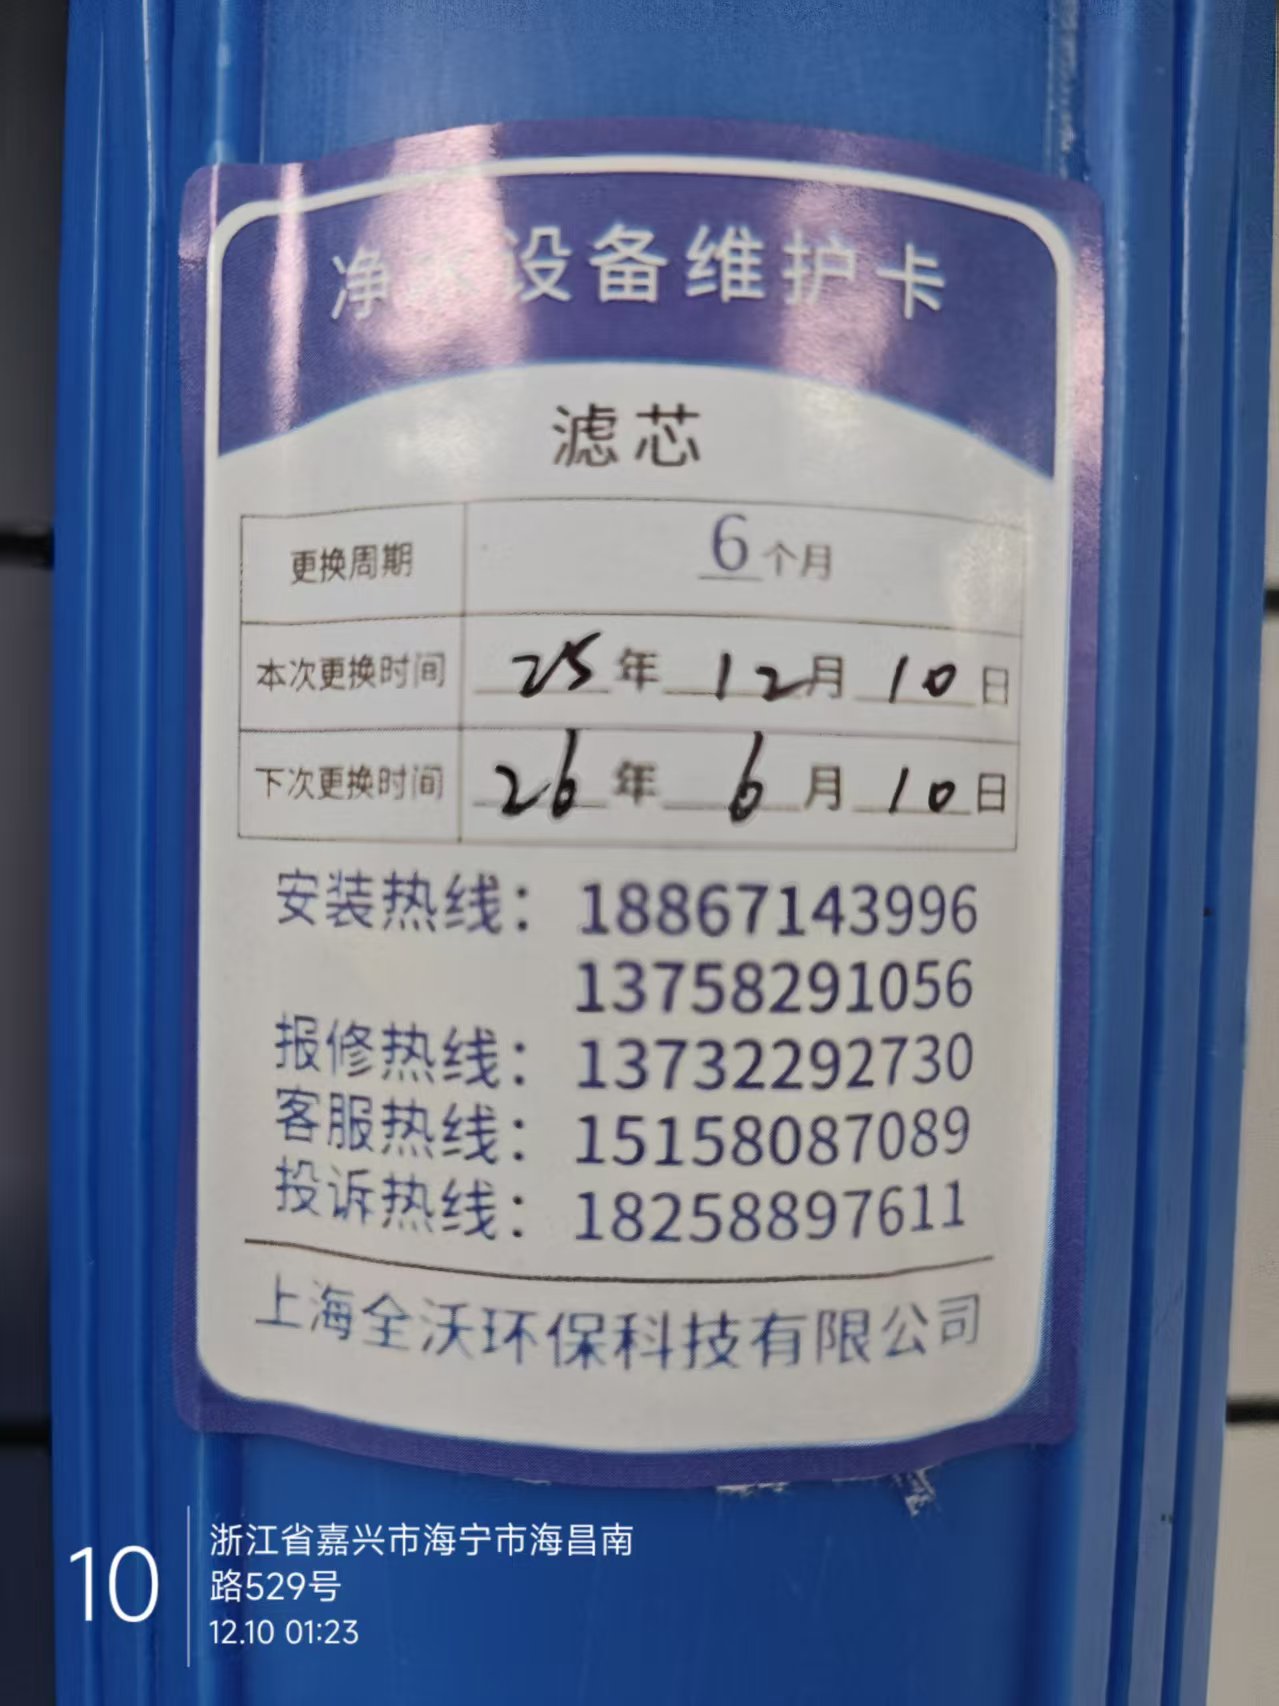 净水设备维护卡
滤芯
更换周期 6个月
本次更换时间 25年12月10日
下次更换时间 26年6月10日
安装热线：18867143996
13758291056
报修热线：13732292730
客服热线：15158087089
投诉热线：18258897611
上海全沃环保科技有限公司
10
浙江省嘉兴市海宁市海昌南
路529号
12.10 01:23